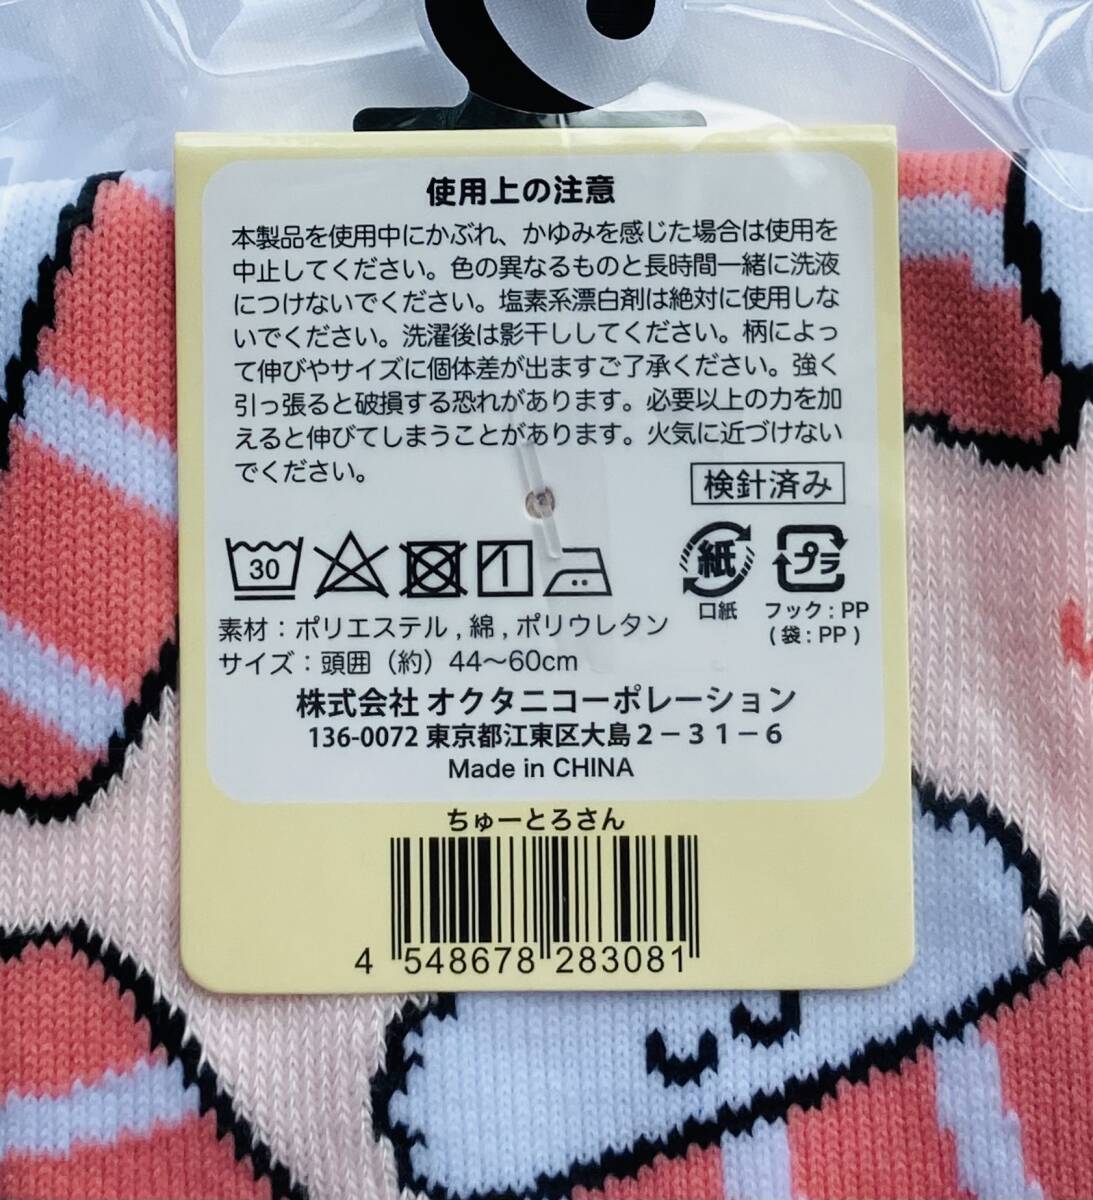 使用上の注意
本製品を使用中にかぶれ、かゆみを感じた場合は使用を
中止してください。色の異なるものと長時間一緒に洗液
につけないでください。塩素系漂白剤は絶対に使用しな
いでください。洗濯後は影干ししてください。柄によっ
て伸びやサイズに個体差が出ますご了承ください。強く
引っ張ると破損する恐れがあります。必要以上の力を加
えると伸びてしまうことがあります。火気に近づけない
でください。
検針済み
30
紙
プラ
口紙
フック:PP
(袋:PP)
素材:ポリエステル,綿,ポリウレタン
サイズ:頭囲(約)44〜60cm
株式会社 オクタニコーポレーション
136-0072 東京都江東区大島2-31-6
Made in CHINA
ちゅーとろさん
4 548678 283081